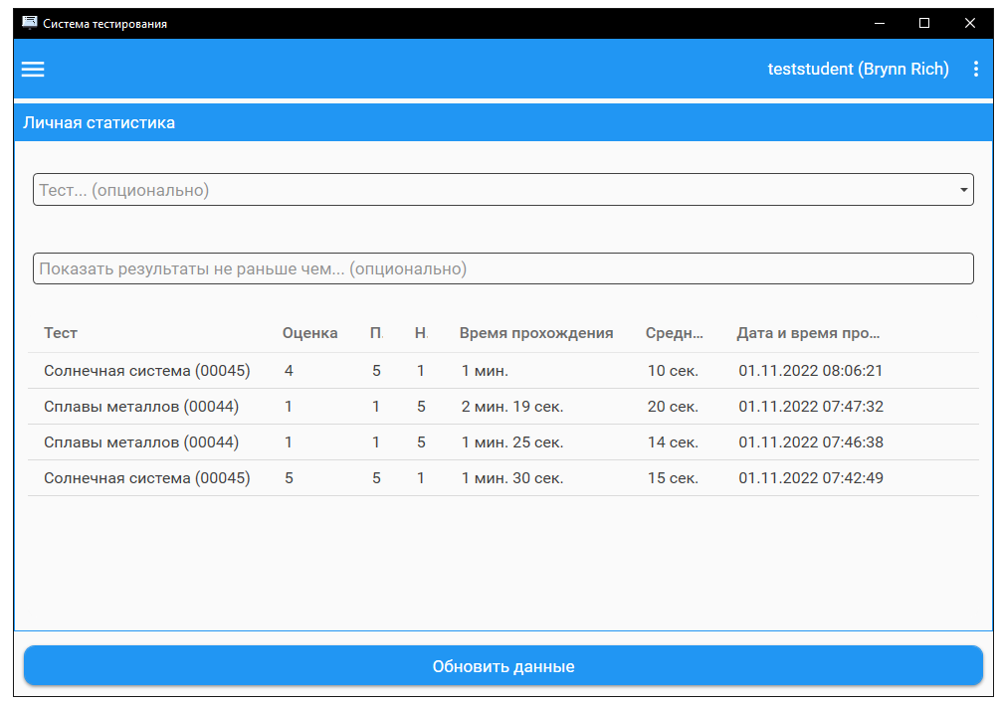 Система тестирования
teststudent (Brynn Rich)
Личная статистика
Тест... (опционально)
Показать результаты не раньше чем... (опционально)
Тест Оценка П. Н. Время прохождения Средн... Дата и время про...
Солнечная система (00045) 4 5 1 1 мин. 10 сек. 01.11.2022 08:06:21
Сплавы металлов (00044) 1 1 5 2 мин. 19 сек. 20 сек. 01.11.2022 07:47:32
Сплавы металлов (00044) 1 1 5 1 мин. 25 сек. 14 сек. 01.11.2022 07:46:38
Солнечная система (00045) 5 5 1 1 мин. 30 сек. 15 сек. 01.11.2022 07:42:49
Обновить данные